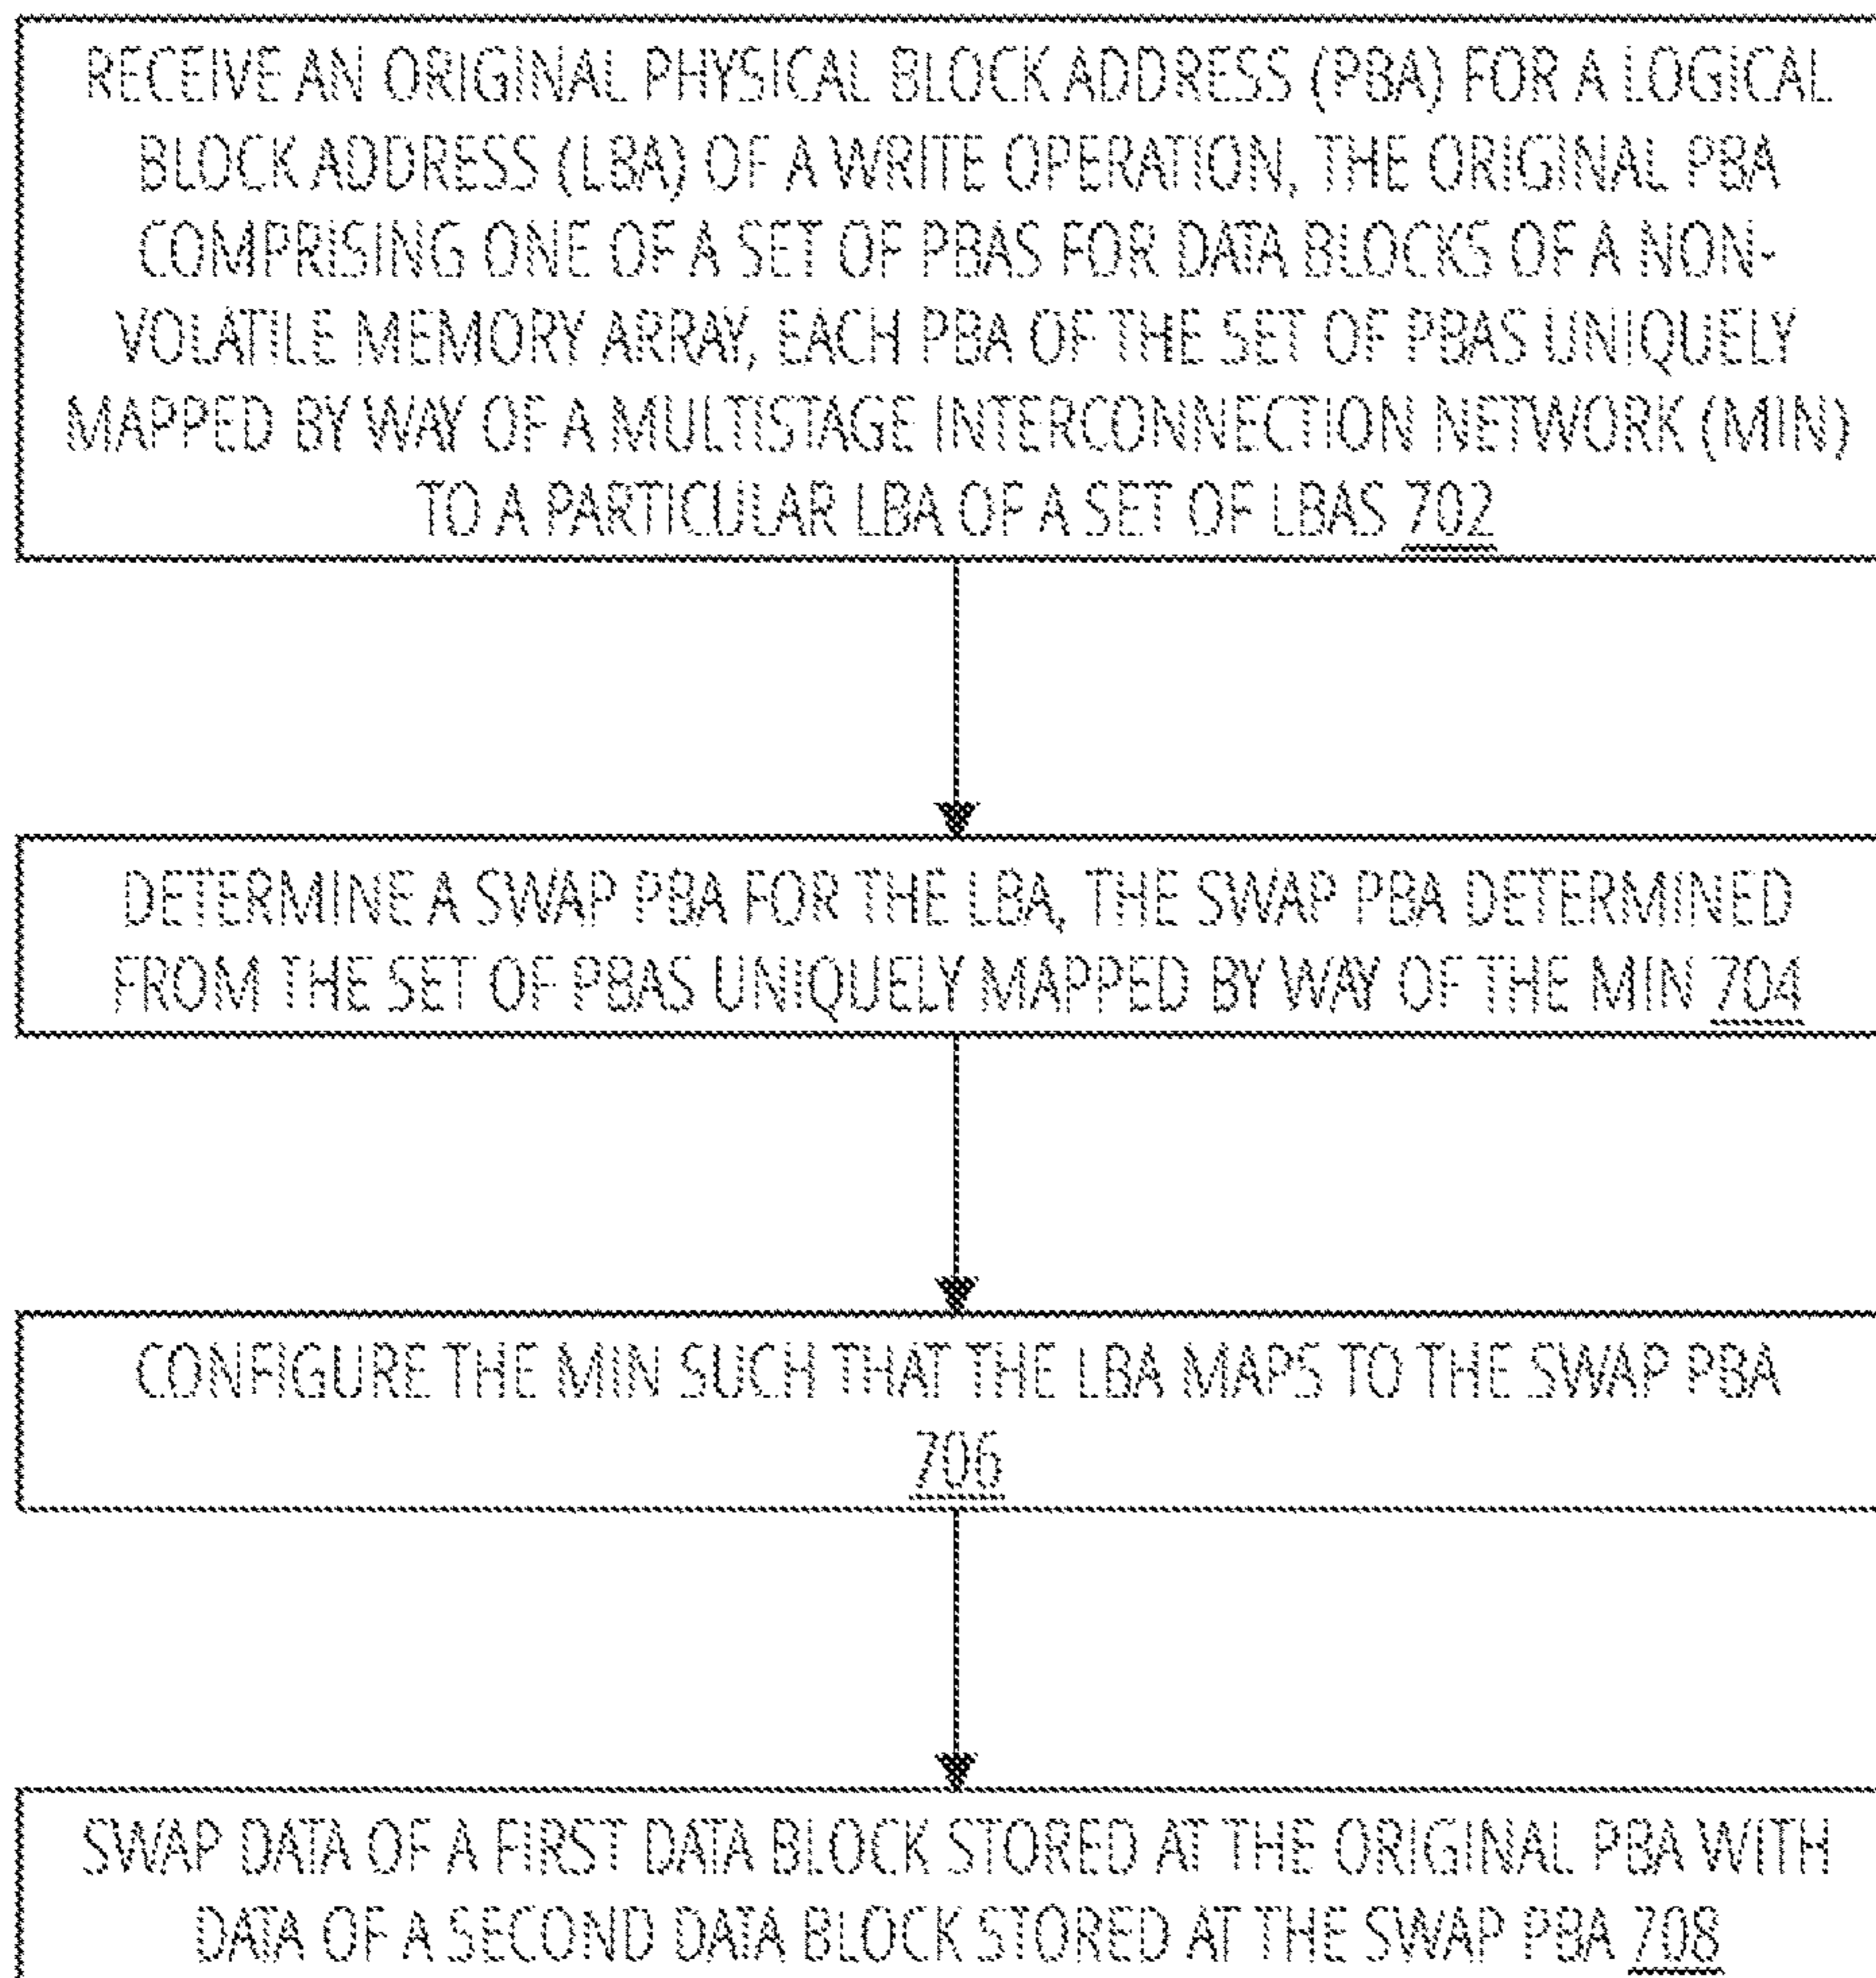 RECEIVE AN ORIGINAL PHYSICAL BLOCK ADDRESS (PBA) FOR A LOGICAL
BLOCK ADDRESS (LBA) OF A WRITE OPERATION, THE ORIGINAL PBA
COMPRISING ONE OF A SET OF PBAS FOR DATA BLOCKS OF A NON-
VOLATILE MEMORY ARRAY, EACH PBA OF THE SET OF PBAS UNIQUELY
MAPPED BY WAY OF A MULTISTAGE INTERCONNECTION NETWORK (MIN)
TO A PARTICULAR LBA OF A SET OF LBAS 702
DETERMINE A SWAP PBA FOR THE LBA, THE SWAP PBA DETERMINED
FROM THE SET OF PBAS UNIQUELY MAPPED BY WAY OF THE MIN 704
CONFIGURE THE MIN SUCH THAT THE LBA MAPS TO THE SWAP PBA
706
SWAP DATA OF A FIRST DATA BLOCK STORED AT THE ORIGINAL PBA WITH
DATA OF A SECOND DATA BLOCK STORED AT THE SWAP PBA 708